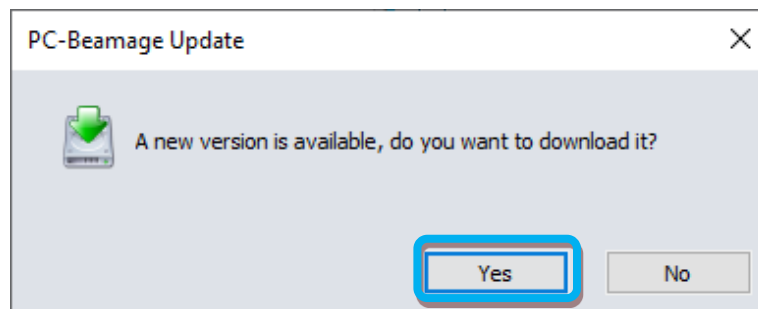 PC-Beamage Update
A new version is available, do you want to download it?
Yes
No